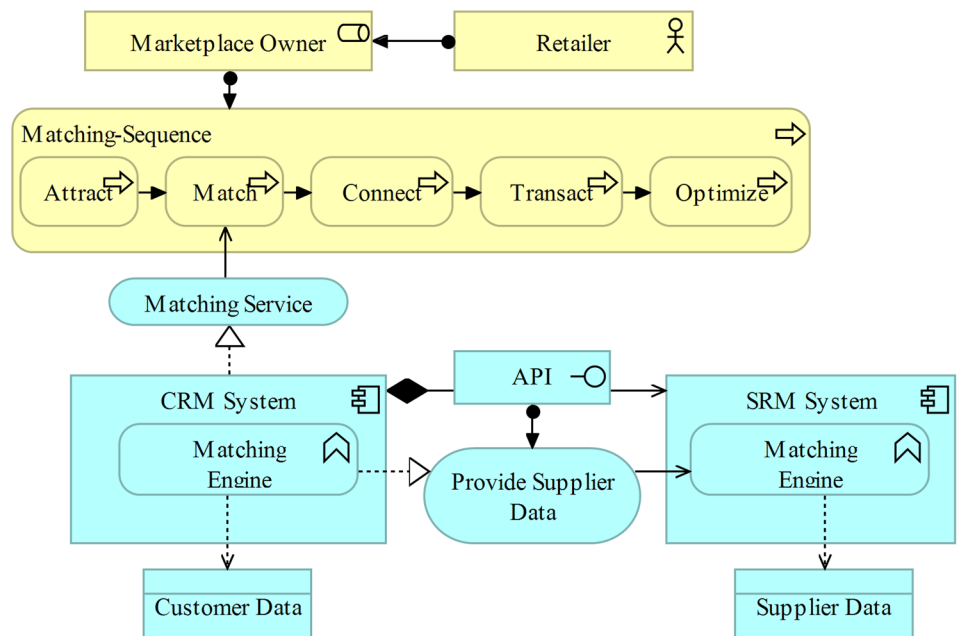 Marketplace Owner
Retailer
Matching-Sequence
Attract
Match
Connect
Transact
Optimize
Matching Service
CRM System
API
SRM System
Matching
Engine
Provide Supplier
Data
Matching
Engine
Customer Data
Supplier Data